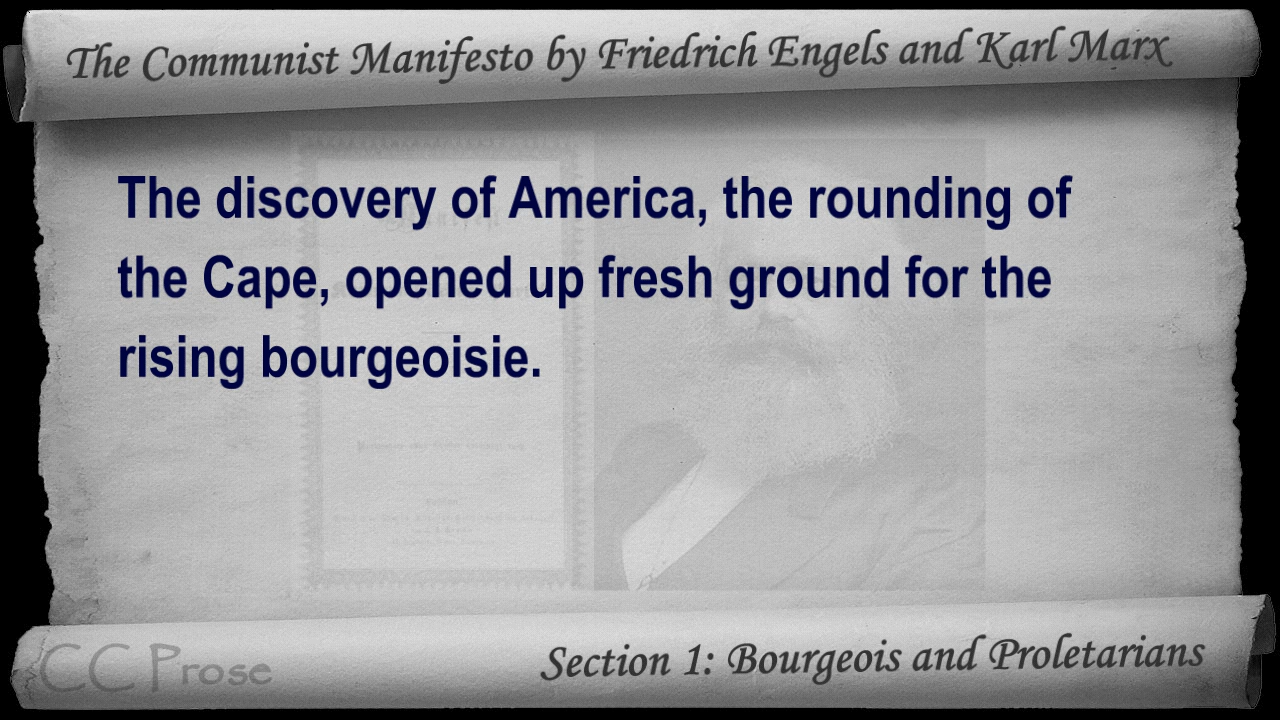 The Communist Manifesto by Friedrich Engels and Karl Marx
The discovery of America, the rounding of
the Cape, opened up fresh ground for the
rising bourgeoisie.
CC Prose
Section 1: Bourgeois and Proletarians